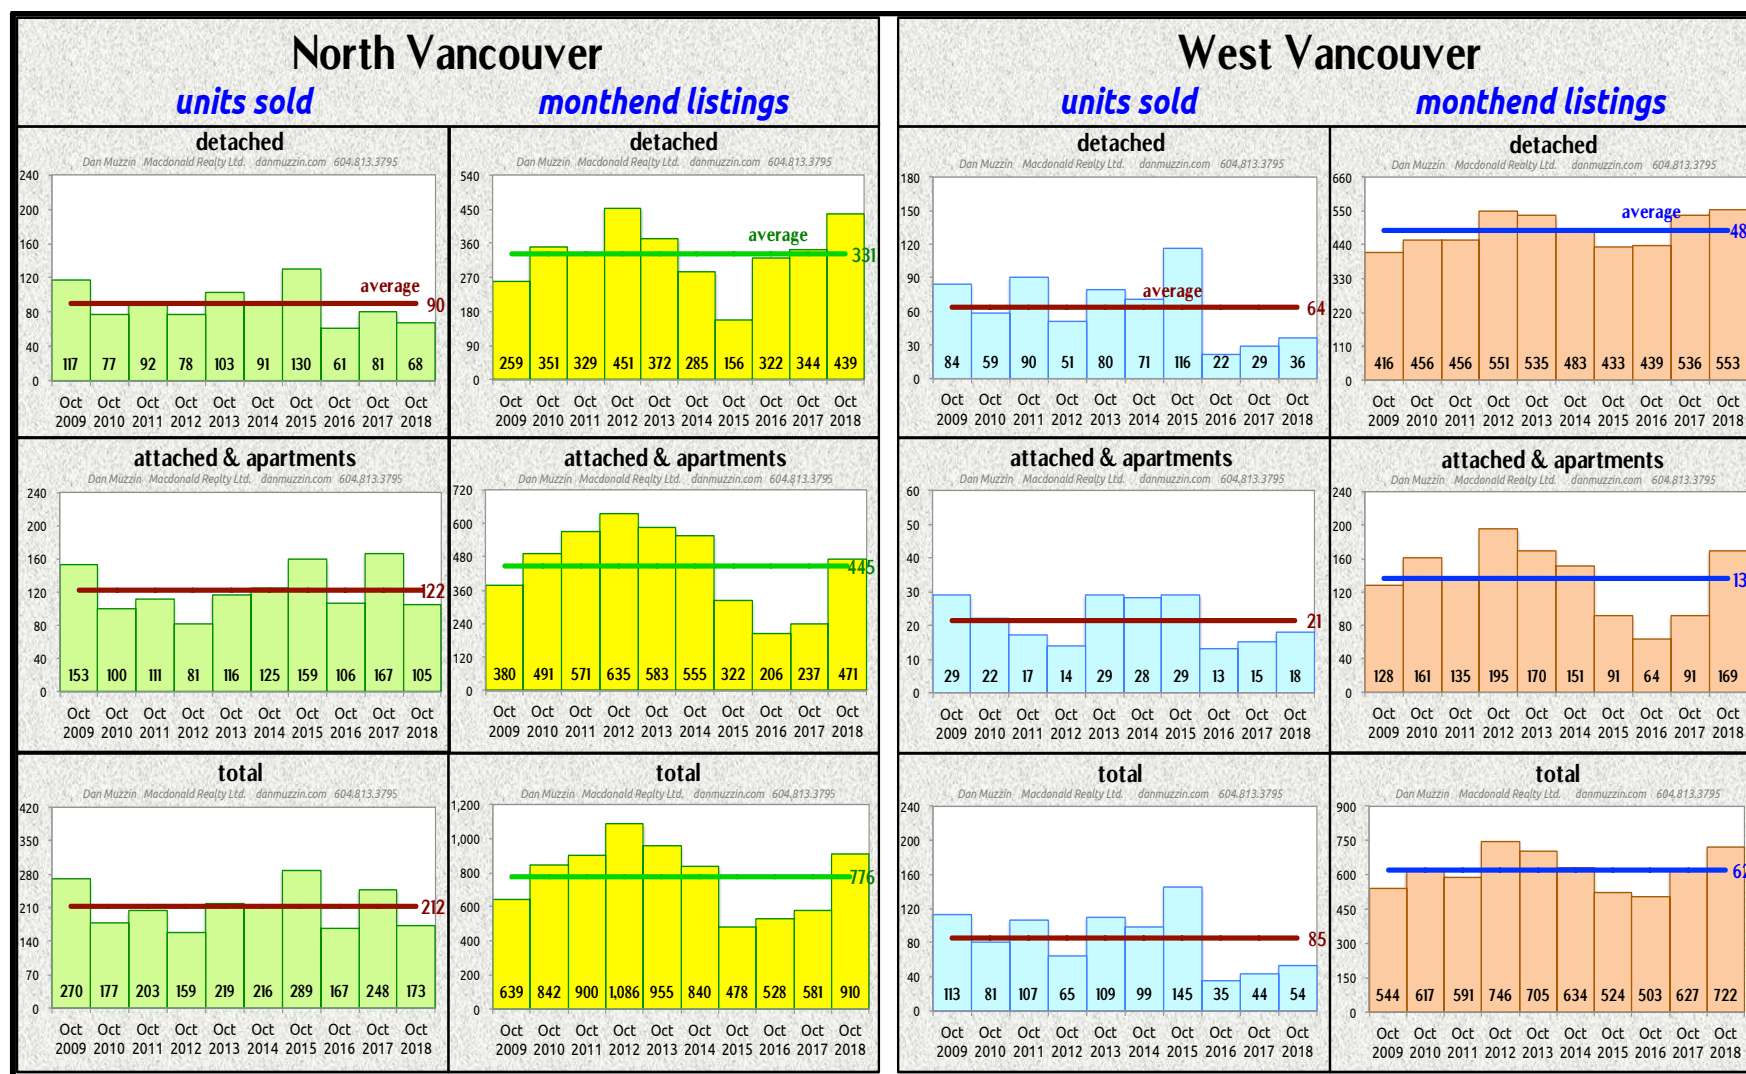 North Vancouver
units sold monthend listings
West Vancouver
units sold monthend listings
detached
Dan Muzzin Macdonald Realty Ltd. danmuzzin.com 604.813.3795
240
200
160
120
80
40
0
average
90
117 77 92 78 103 91 130 61 81 68
Oct Oct Oct Oct Oct Oct Oct Oct Oct Oct
2009 2010 2011 2012 2013 2014 2015 2016 2017 2018
detached
Dan Muzzin Macdonald Realty Ltd. danmuzzin.com 604.813.3795
540
450
360
270
180
90
0
average
331
259 351 329 451 372 285 156 322 344 439
Oct Oct Oct Oct Oct Oct Oct Oct Oct Oct
2009 2010 2011 2012 2013 2014 2015 2016 2017 2018
detached
Dan Muzzin Macdonald Realty Ltd. danmuzzin.com 604.813.3795
180
150
120
90
60
30
0
average
64
84 59 90 51 80 71 116 22 29 36
Oct Oct Oct Oct Oct Oct Oct Oct Oct Oct
2009 2010 2011 2012 2013 2014 2015 2016 2017 2018
detached
Dan Muzzin Macdonald Realty Ltd. danmuzzin.com 604.813.3795
660
550
440
330
220
110
0
average
48
416 456 456 551 535 483 433 439 536 553
Oct Oct Oct Oct Oct Oct Oct Oct Oct Oct
2009 2010 2011 2012 2013 2014 2015 2016 2017 2018
attached & apartments
Dan Muzzin Macdonald Realty Ltd. danmuzzin.com 604.813.3795
240
200
160
120
80
40
0
122
153 100 111 81 116 125 159 106 167 105
Oct Oct Oct Oct Oct Oct Oct Oct Oct Oct
2009 2010 2011 2012 2013 2014 2015 2016 2017 2018
attached & apartments
Dan Muzzin Macdonald Realty Ltd. danmuzzin.com 604.813.3795
720
600
480
360
240
120
0
445
380 491 571 635 583 555 322 206 237 471
Oct Oct Oct Oct Oct Oct Oct Oct Oct Oct
2009 2010 2011 2012 2013 2014 2015 2016 2017 2018
attached & apartments
Dan Muzzin Macdonald Realty Ltd. danmuzzin.com 604.813.3795
60
50
40
30
20
10
0
21
29 22 17 14 29 28 29 13 15 18
Oct Oct Oct Oct Oct Oct Oct Oct Oct Oct
2009 2010 2011 2012 2013 2014 2015 2016 2017 2018
attached & apartments
Dan Muzzin Macdonald Realty Ltd. danmuzzin.com 604.813.3795
240
200
160
120
80
40
0
13
128 161 135 195 170 151 91 64 91 169
Oct Oct Oct Oct Oct Oct Oct Oct Oct Oct
2009 2010 2011 2012 2013 2014 2015 2016 2017 2018
total
Dan Muzzin Macdonald Realty Ltd. danmuzzin.com 604.813.3795
420
350
280
210
140
70
0
212
270 177 203 159 219 216 289 167 248 173
Oct Oct Oct Oct Oct Oct Oct Oct Oct Oct
2009 2010 2011 2012 2013 2014 2015 2016 2017 2018
total
Dan Muzzin Macdonald Realty Ltd. danmuzzin.com 604.813.3795
1,200
1,000
800
600
400
200
0
776
639 842 900 1,086 955 840 478 528 581 910
Oct Oct Oct Oct Oct Oct Oct Oct Oct Oct
2009 2010 2011 2012 2013 2014 2015 2016 2017 2018
total
Dan Muzzin Macdonald Realty Ltd. danmuzzin.com 604.813.3795
240
200
160
120
80
40
0
85
113 81 107 65 109 99 145 35 44 54
Oct Oct Oct Oct Oct Oct Oct Oct Oct Oct
2009 2010 2011 2012 2013 2014 2015 2016 2017 2018
total
Dan Muzzin Macdonald Realty Ltd. danmuzzin.com 604.813.3795
900
750
600
450
300
150
0
62
544 617 591 746 705 634 524 503 627 722
Oct Oct Oct Oct Oct Oct Oct Oct Oct Oct
2009 2010 2011 2012 2013 2014 2015 2016 2017 2018